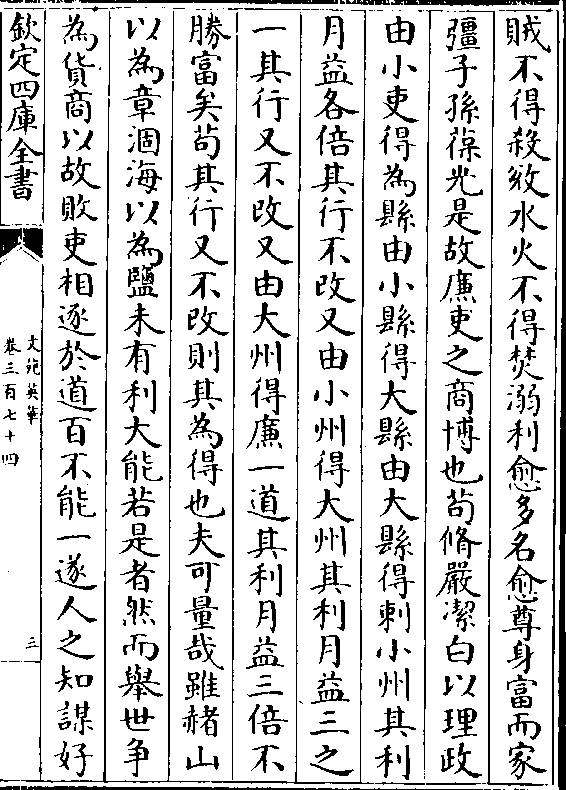 賊不得殺攸水火不得焚溺利愈多名愈尊身富而家
彊子孫葆光是故廉吏之商博也苟脩嚴潔白以理政
由小吏得為縣由小縣得大縣由大縣得刺小州其利
月益各倍其行不改又由小州得大州其利月益三之
一其行又不改又由大州得廉一道其利月益三倍不
勝富矣苟其行又不改則其為得也夫可量哉雖赭山
以為章涸海以為鹽未有利大能若是者然而舉世争
為貨商以故敗吏相逐於道百不能一遂人之知謀好
欽定四庫全書
文苑英華
卷三百七十四
三